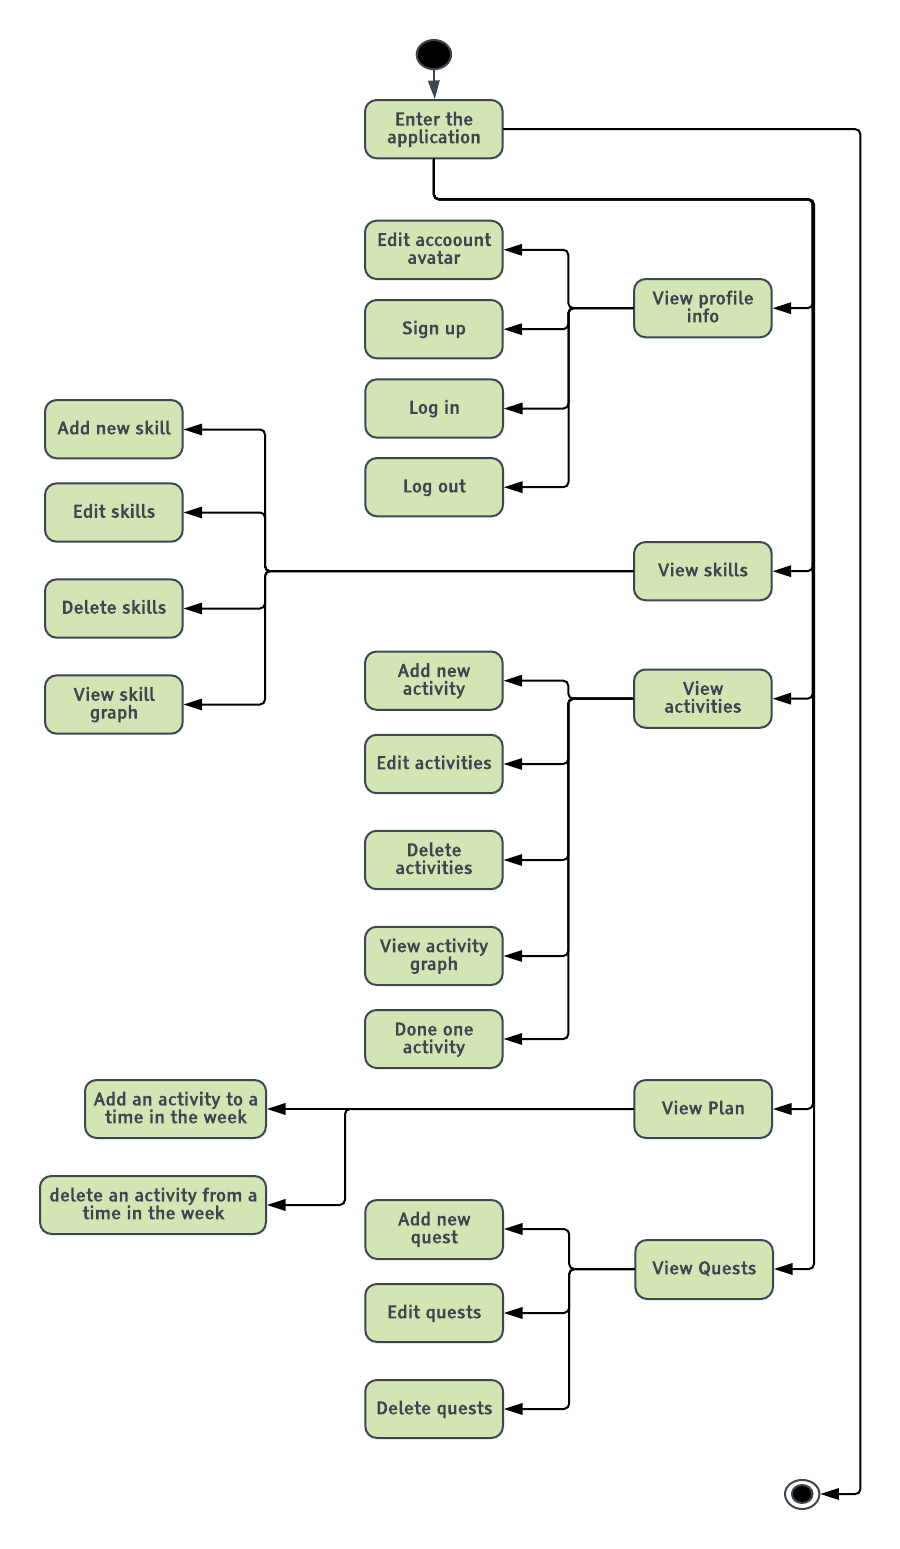 Enter the
application
Edit accoount
avatar
View profile
info
Sign up
Log in
Log out
Add new skill
Edit skills
Delete skills
View skill
graph
View skills
Add new
activity
View
activities
Edit activities
Delete
activities
View activity
graph
Done one
activity
Add an activity to a
time in the week
View Plan
delete an activity from a
time in the week
Add new
quest
View Quests
Edit quests
Delete quests